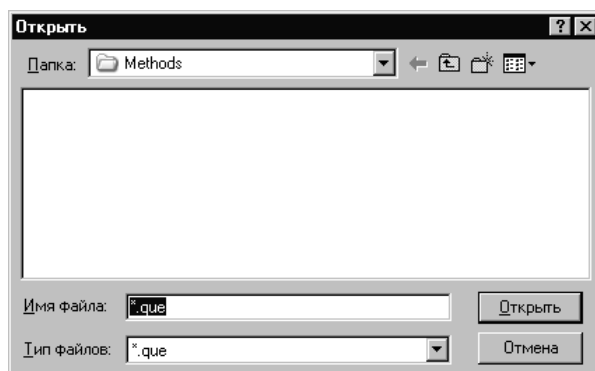 Открыть
Папка: Methods
Имя файла: *.que Открыть
Тип файлов: *.que Отмена